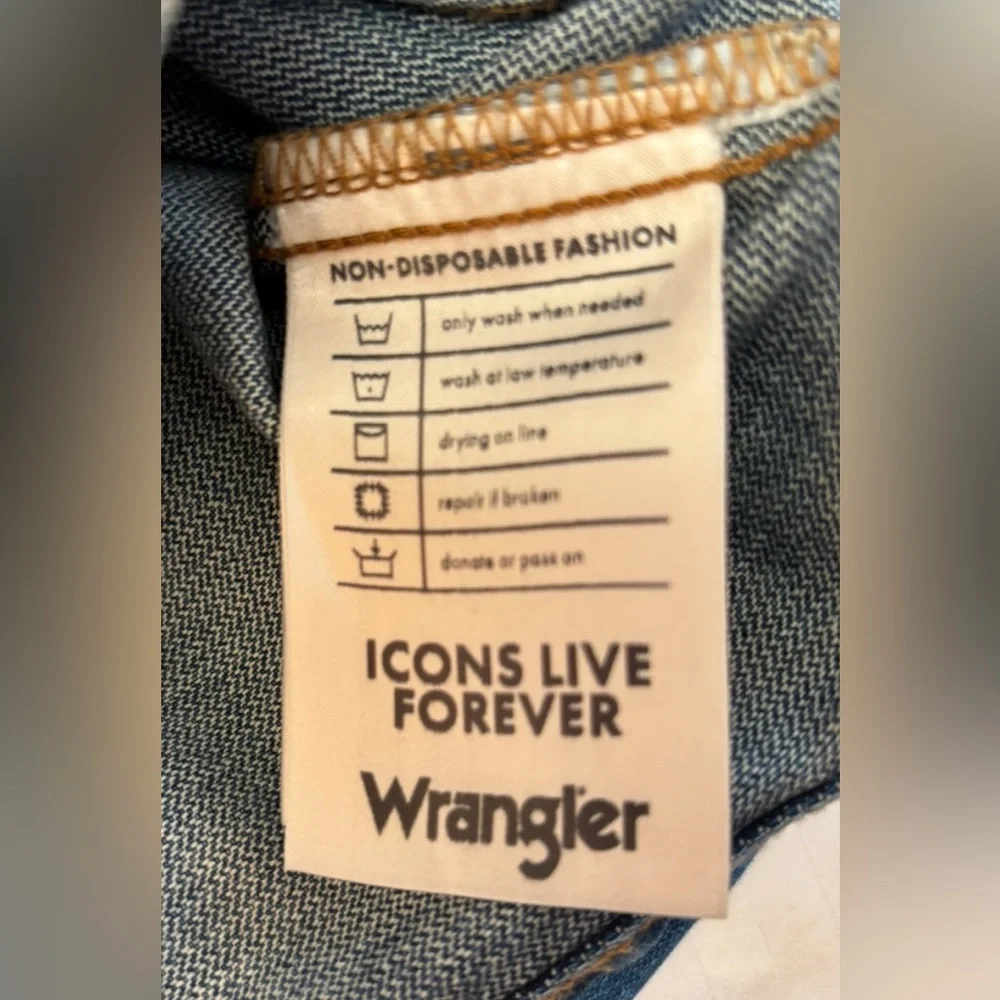 NON-DISPOSABLE FASHION
only wash when needed
wash at low temperature
drying on line
repair if broken
donate or pass on
ICONS LIVE
FOREVER
Wrangler